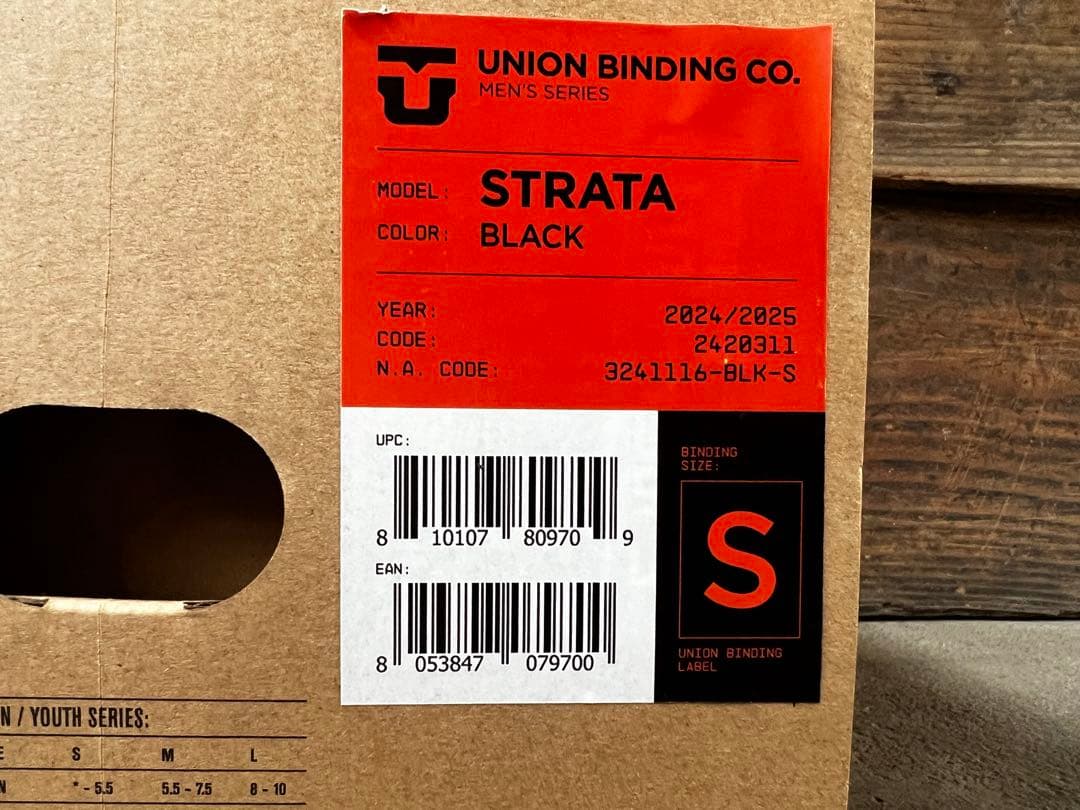 UNION BINDING CO.
MEN'S SERIES
MODEL: STRATA
COLOR: BLACK
YEAR: 2024/2025
CODE: 2420311
N.A. CODE: 3241116-BLK-S
UPC:
8 10107 80970 9
EAN:
8 053847 079700
BINDING
SIZE:
S
UNION BINDING
LABEL
/ YOUTH SERIES:
S M L
* - 5.5 5.5 - 7.5 8 - 10